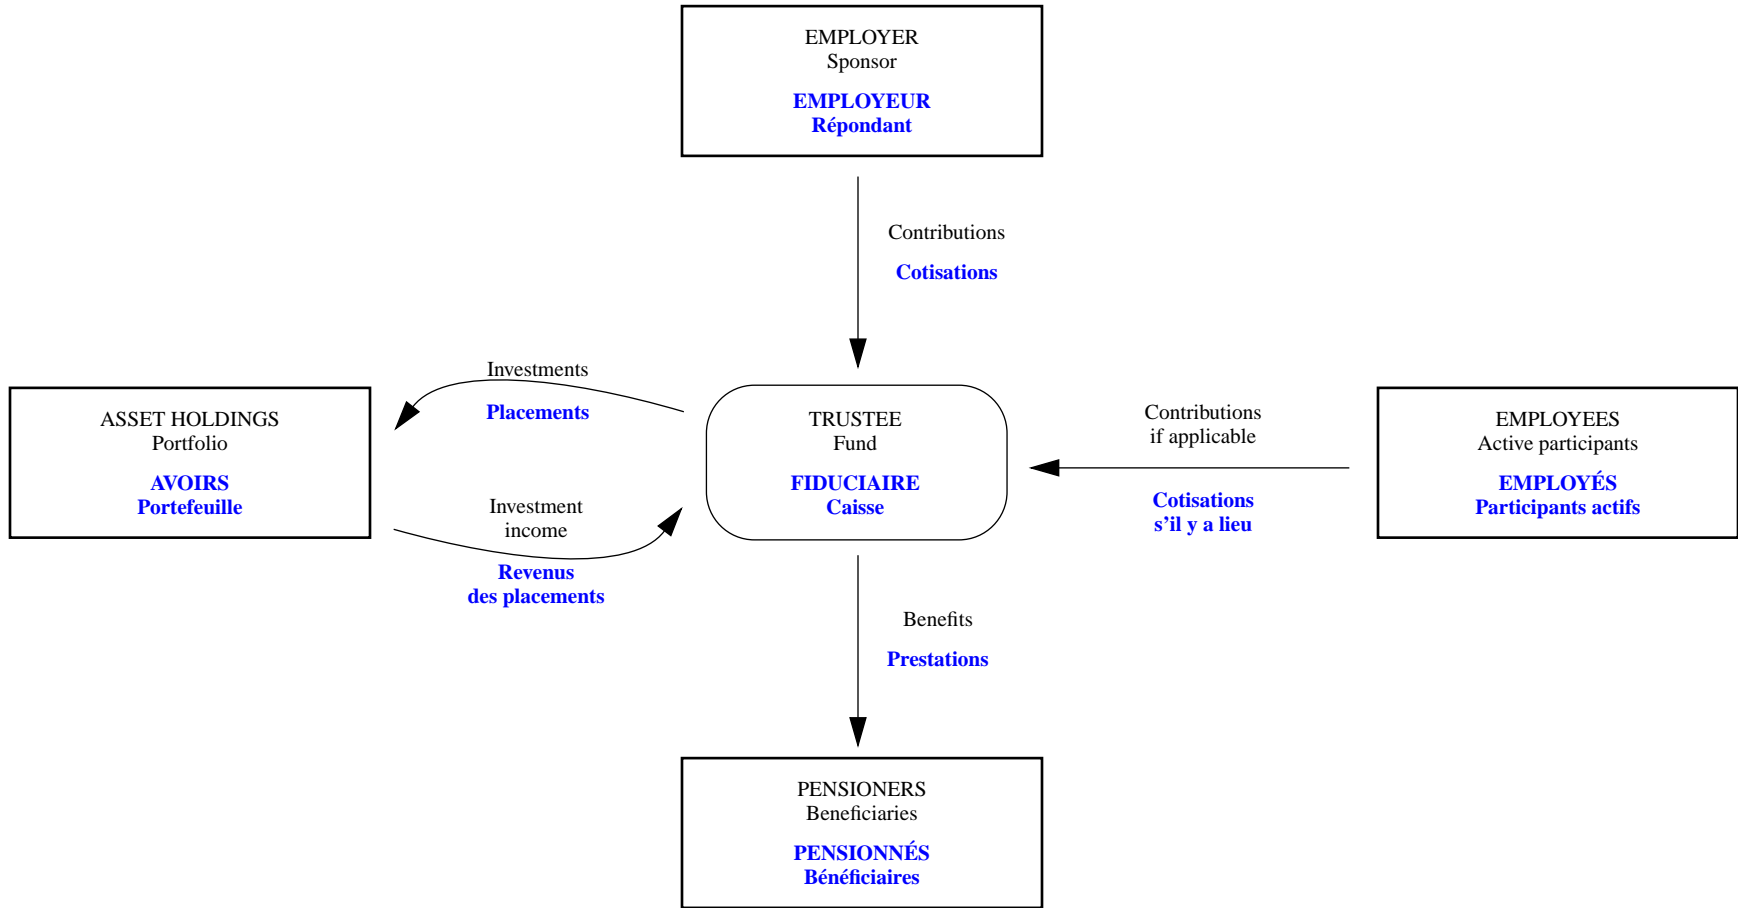 EMPLOYER
Sponsor
EMPLOYEUR
Répondant
Contributions
Cotisations
Investments
Placements
ASSET HOLDINGS
Portfolio
AVOIRS
Portefeuille
Investment
income
Revenus
des placements
TRUSTEE
Fund
FIDUCIAIRE
Caisse
Contributions
if applicable
Cotisations
s’il y a lieu
EMPLOYEES
Active participants
EMPLOYÉS
Participants actifs
Benefits
Prestations
PENSIONERS
Beneficiaries
PENSIONNÉS
Bénéficiaires